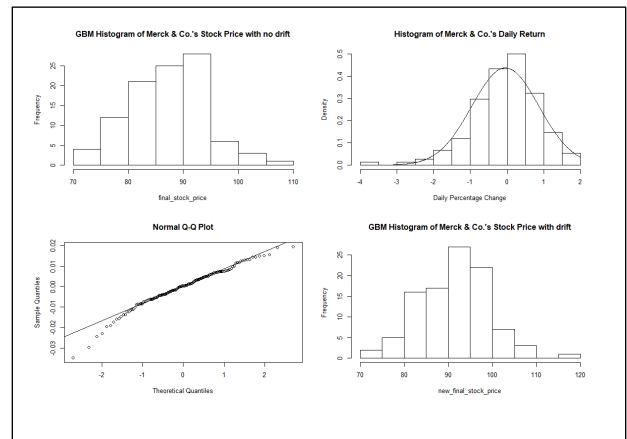 GBM Histogram of Merck & Co.'s Stock Price with no drift
Frequency
0 5 10 15 20 25
70 80 90 100 110
final_stock_price
Histogram of Merck & Co.'s Daily Return
Density
0.0 0.1 0.2 0.3 0.4 0.5
-4 -3 -2 -1 0 1 2
Daily Percentage Change
Normal Q-Q Plot
Sample Quantiles
-0.03 -0.02 -0.01 0.00 0.01 0.02
-2 -1 0 1 2
Theoretical Quantiles
GBM Histogram of Merck & Co.'s Stock Price with drift
Frequency
0 5 10 15 20 25
70 80 90 100 110 120
new_final_stock_price